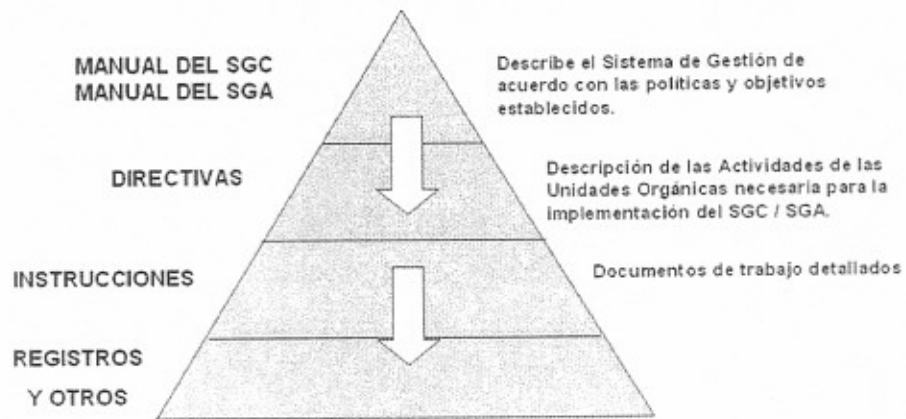 MANUAL DEL SGC
MANUAL DEL SGA
Describe el Sistema de Gestión de
acuerdo con las políticas y objetivos
establecidos.
DIRECTIVAS
Descripción de las Actividades de las
Unidades Orgánicas necesaria para la
implementación del SGC / SGA.
INSTRUCCIONES
Documentos de trabajo detallados
REGISTROS
Y OTROS